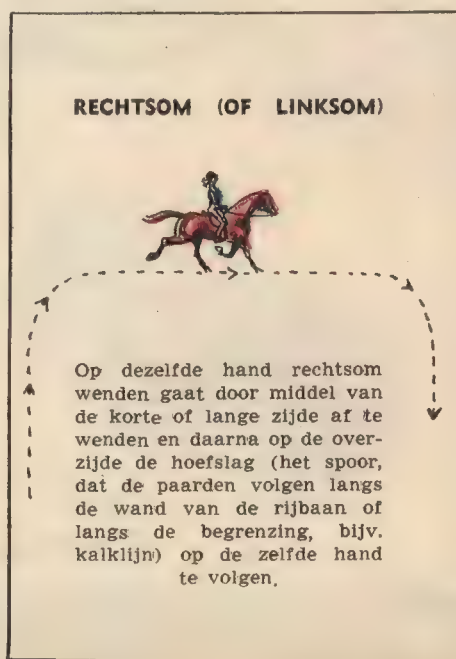 RECHTSOM (OF LINKSOM)
Op dezelfde hand rechtsom
wenden gaat door middel van
de korte of lange zijde af te
wenden en daarna op de over-
zijde de hoefslag (het spoor,
dat de paarden volgen langs
de wand van de rijbaan of
langs de begrenzing, bijv.
kalklijn) op de zelfde hand
te volgen.